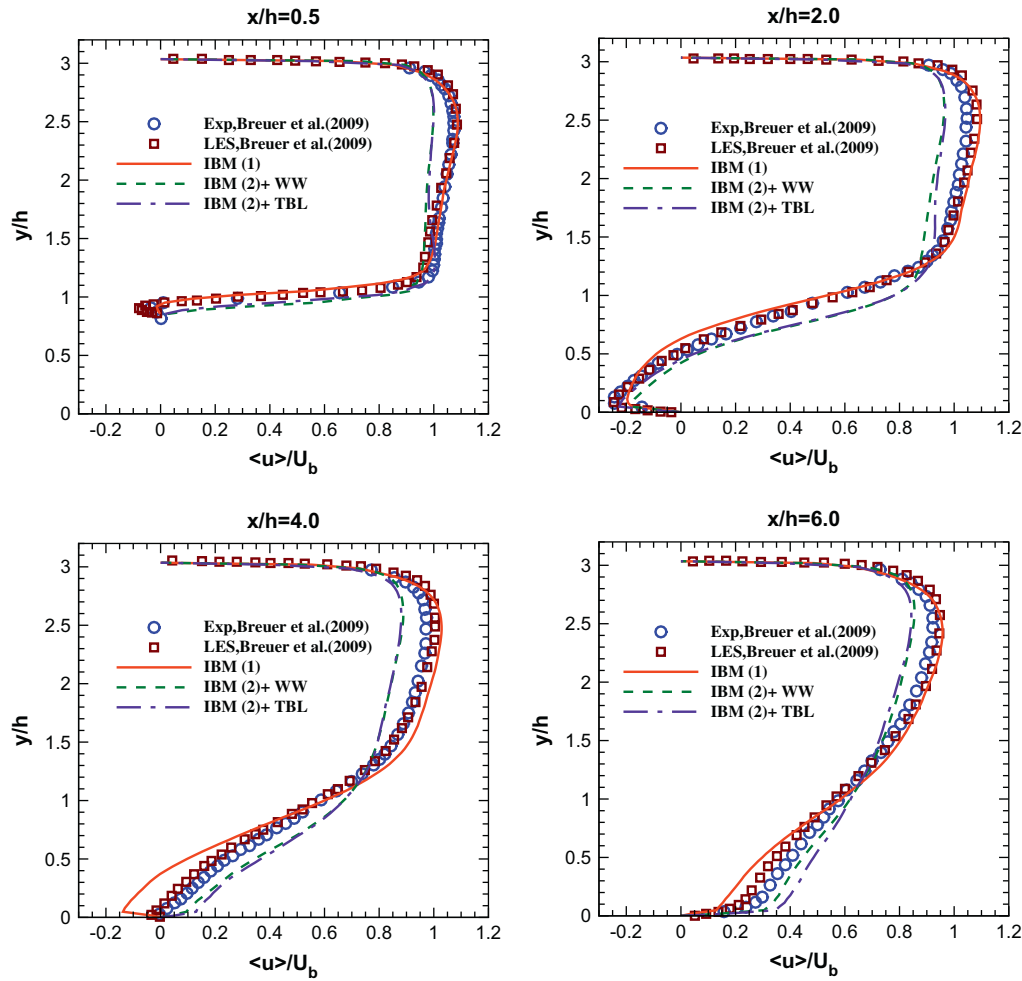 x/h=0.5
3
2.5
2
1.5
1
0.5
0
y/h
Exp,Breuer et al.(2009)
LES,Breuer et al.(2009)
IBM (1)
IBM (2)+ WW
IBM (2)+ TBL
-0.2 0 0.2 0.4 0.6 0.8 1 1.2
<u>/U_b
x/h=2.0
3
2.5
2
1.5
1
0.5
0
y/h
Exp,Breuer et al.(2009)
LES,Breuer et al.(2009)
IBM (1)
IBM (2)+ WW
IBM (2)+ TBL
-0.2 0 0.2 0.4 0.6 0.8 1 1.2
<u>/U_b
x/h=4.0
3
2.5
2
1.5
1
0.5
0
y/h
Exp,Breuer et al.(2009)
LES,Breuer et al.(2009)
IBM (1)
IBM (2)+ WW
IBM (2)+ TBL
-0.2 0 0.2 0.4 0.6 0.8 1 1.2
<u>/U_b
x/h=6.0
3
2.5
2
1.5
1
0.5
0
y/h
Exp,Breuer et al.(2009)
LES,Breuer et al.(2009)
IBM (1)
IBM (2)+ WW
IBM (2)+ TBL
-0.2 0 0.2 0.4 0.6 0.8 1 1.2
<u>/U_b